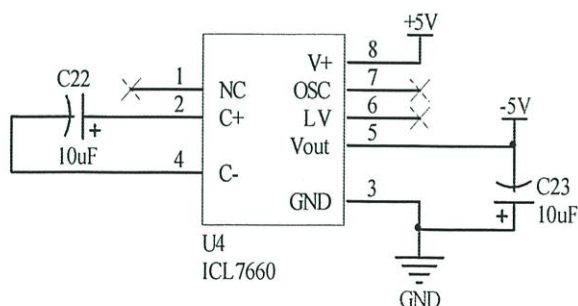 +5V
C22
1
NC
V+
8
OSC
7
2
C+
LV
6
-5V
+
10uF
Vout
5
4
C-
GND
3
C23
+
10uF
U4
ICL7660
GND